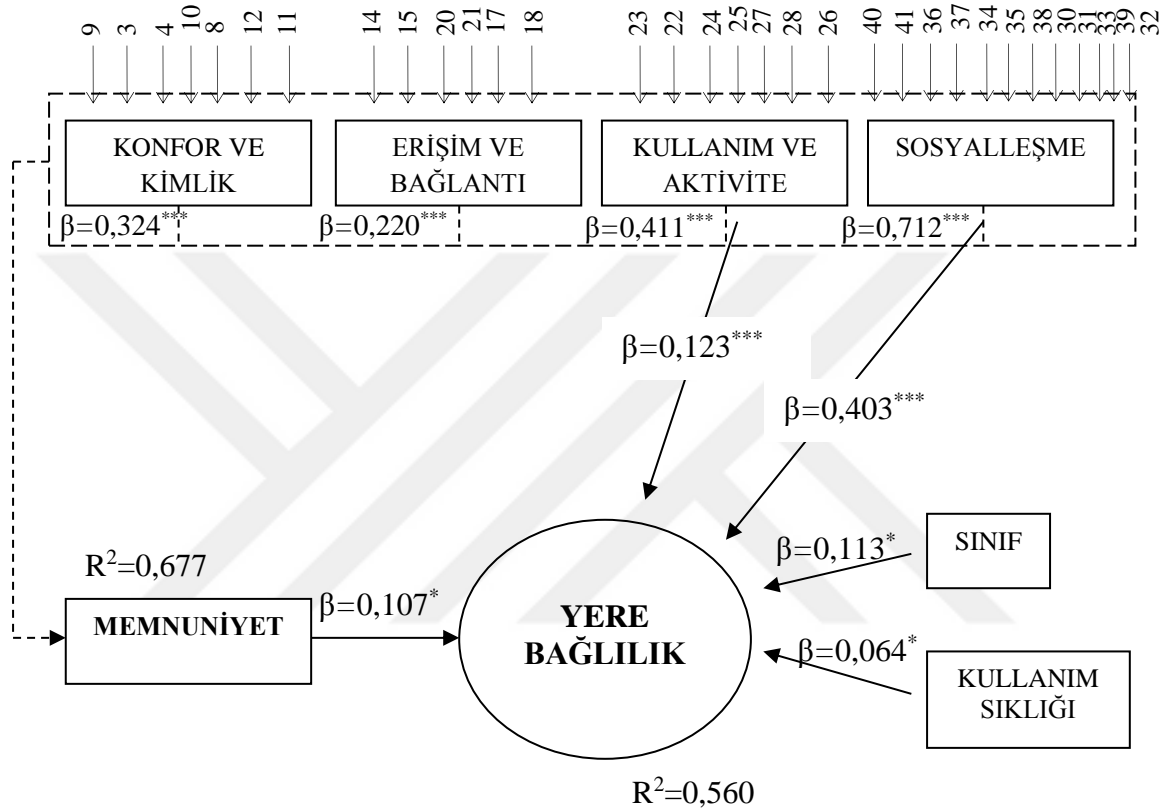 9 3 4 10 8 12 11 14 15 20 21 17 18 23 22 24 25 27 28 26 40 41 36 37 34 35 38 30 31 33 39 32
KONFOR VE
KİMLİK
ERİŞİM VE
BAĞLANTI
KULLANIM VE
AKTİVİTE
SOSYALLEŞME
β=0,324***
β=0,220***
β=0,411***
β=0,712***
β=0,123***
β=0,403***
R²=0,677
MEMNUNİYET
β=0,107*
YERE
BAĞLILIK
β=0,113*
SINIF
β=0,064*
KULLANIM
SIKLIĞI
R²=0,560